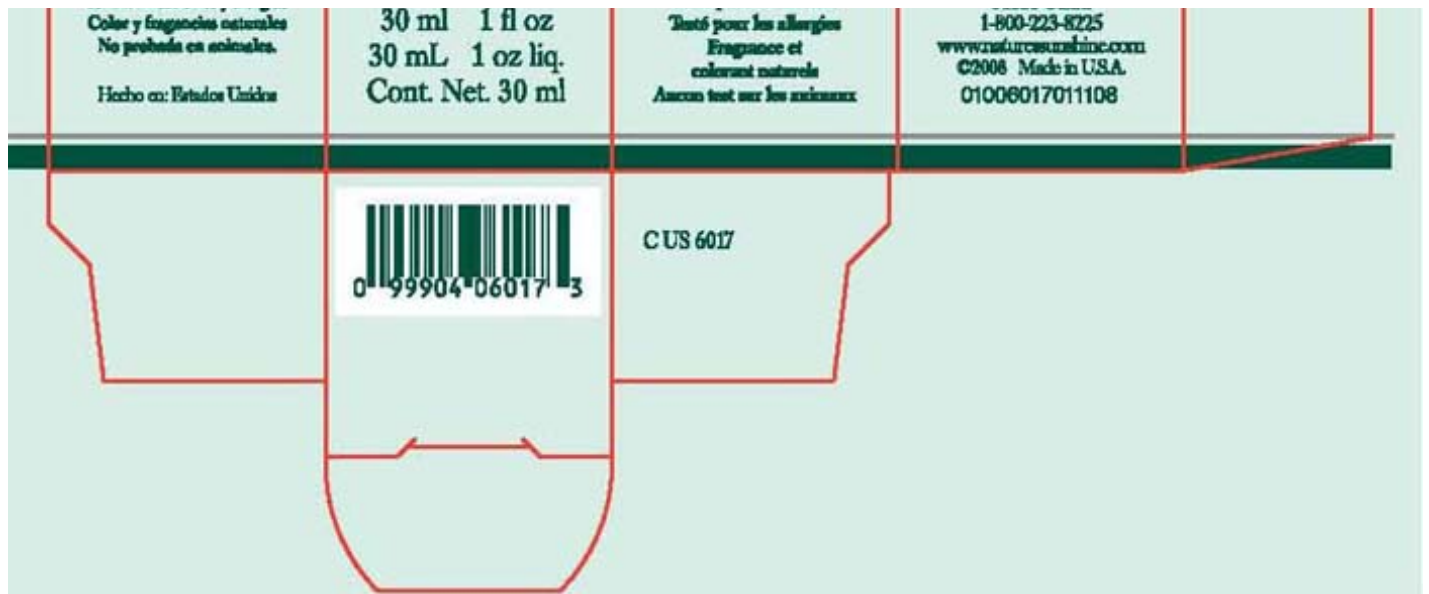 Color y fragancias naturales
No probada en animales.
Hecho en: Estados Unidos
30 ml 1 fl oz
30 mL 1 oz liq.
Cont. Net. 30 ml
Testé pour les allergies
Fragrance et
colorant naturels
Aucun test sur les animaux
1-800-223-8225
www.naturessunshine.com
©2008 Made in U.S.A.
01006017011108
0 99904 06017 3
C US 6017